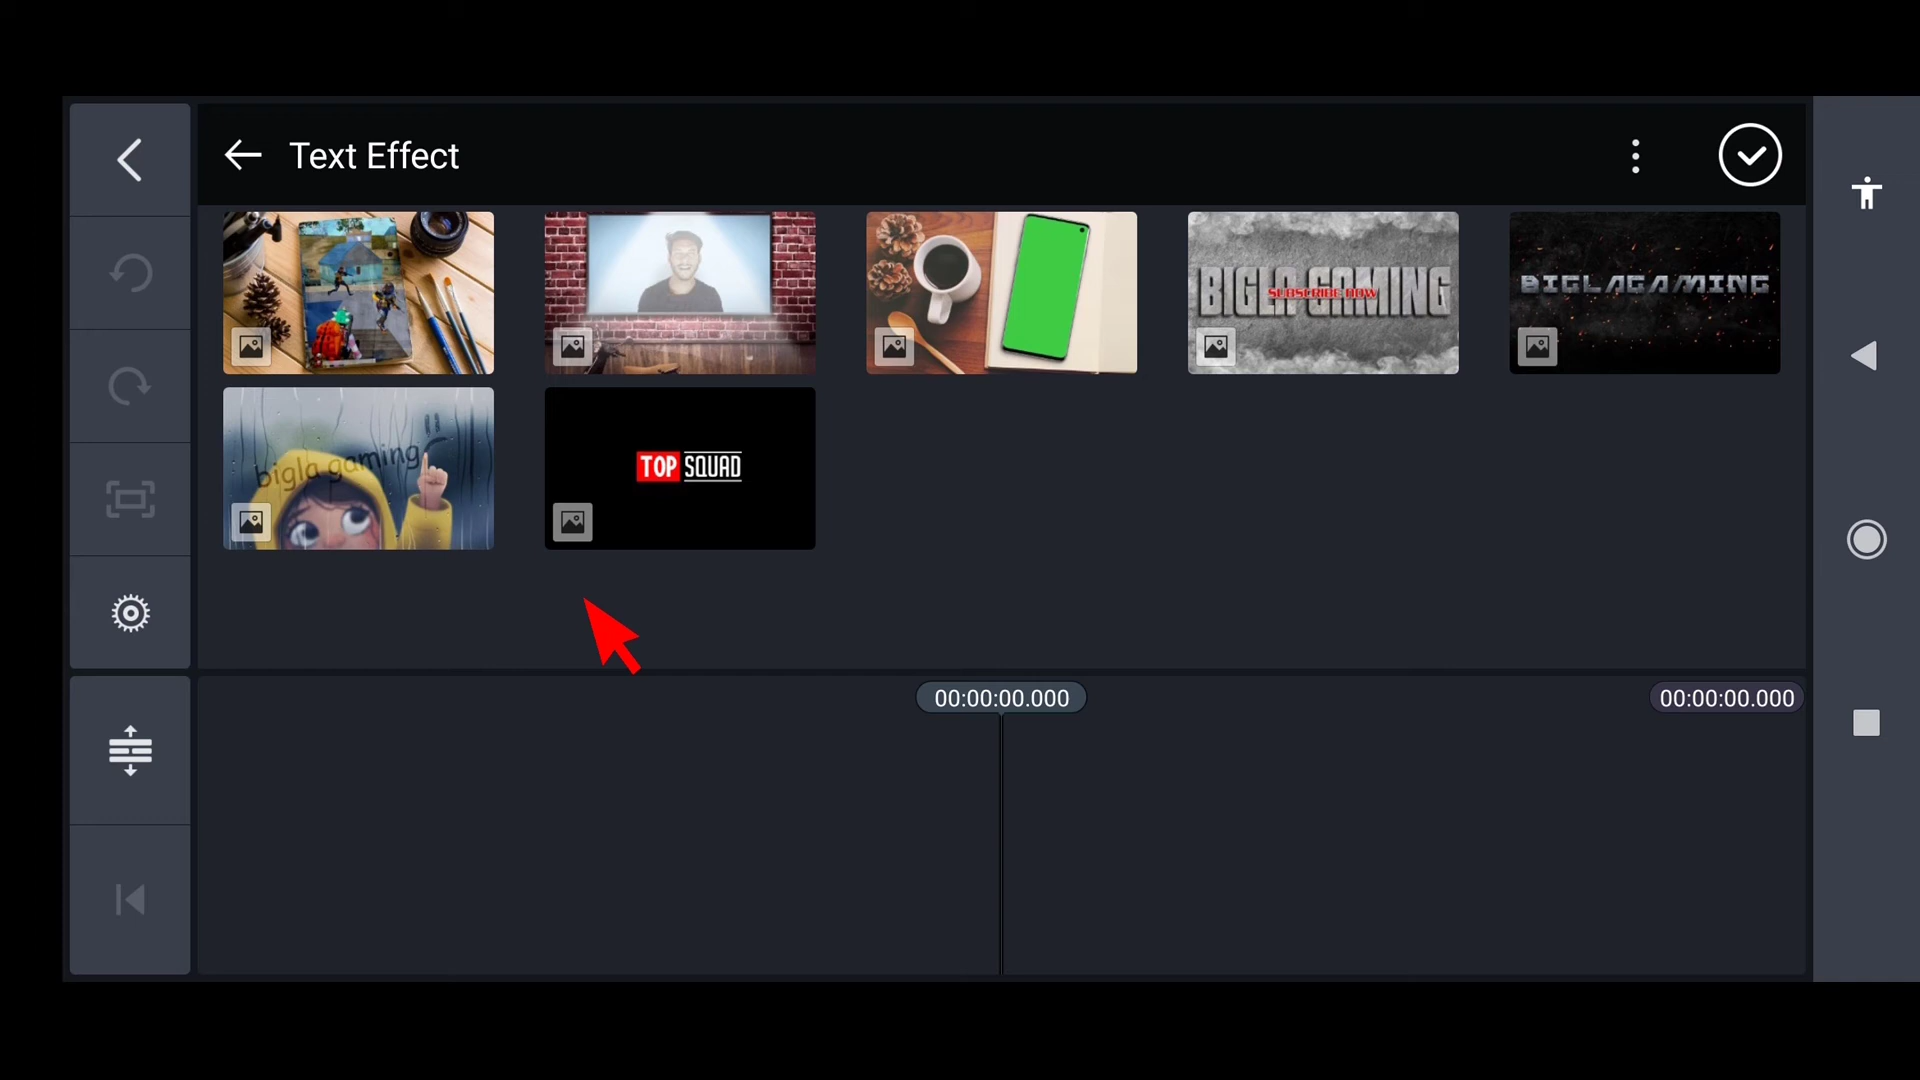 Text Effect
BIGLA GAMING
SUBSCRIBE NOW
BIGLAGAMING
bigla gaming
TOP SQUAD
00:00:00.000
00:00:00.000